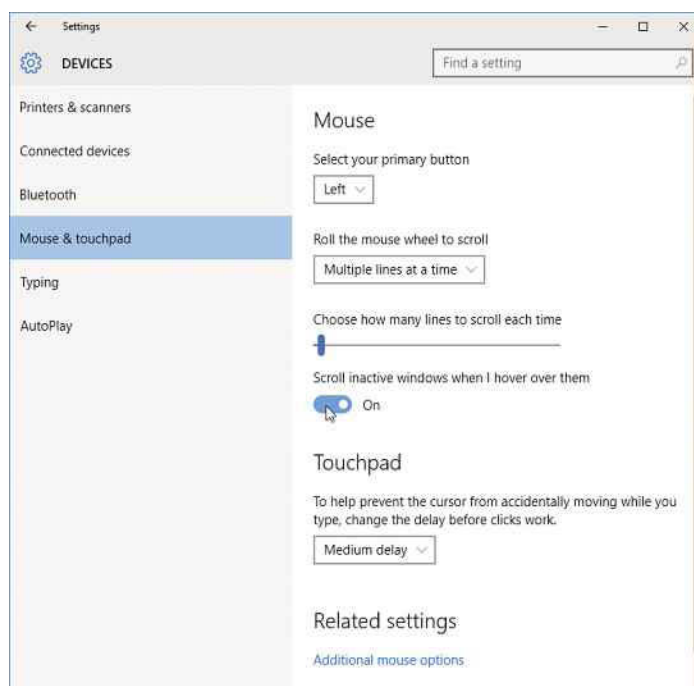 Settings
DEVICES
Find a setting
Printers & scanners
Connected devices
Bluetooth
Mouse & touchpad
Typing
AutoPlay
Mouse
Select your primary button
Left
Roll the mouse wheel to scroll
Multiple lines at a time
Choose how many lines to scroll each time
Scroll inactive windows when I hover over them
On
Touchpad
To help prevent the cursor from accidentally moving while you
type, change the delay before clicks work.
Medium delay
Related settings
Additional mouse options